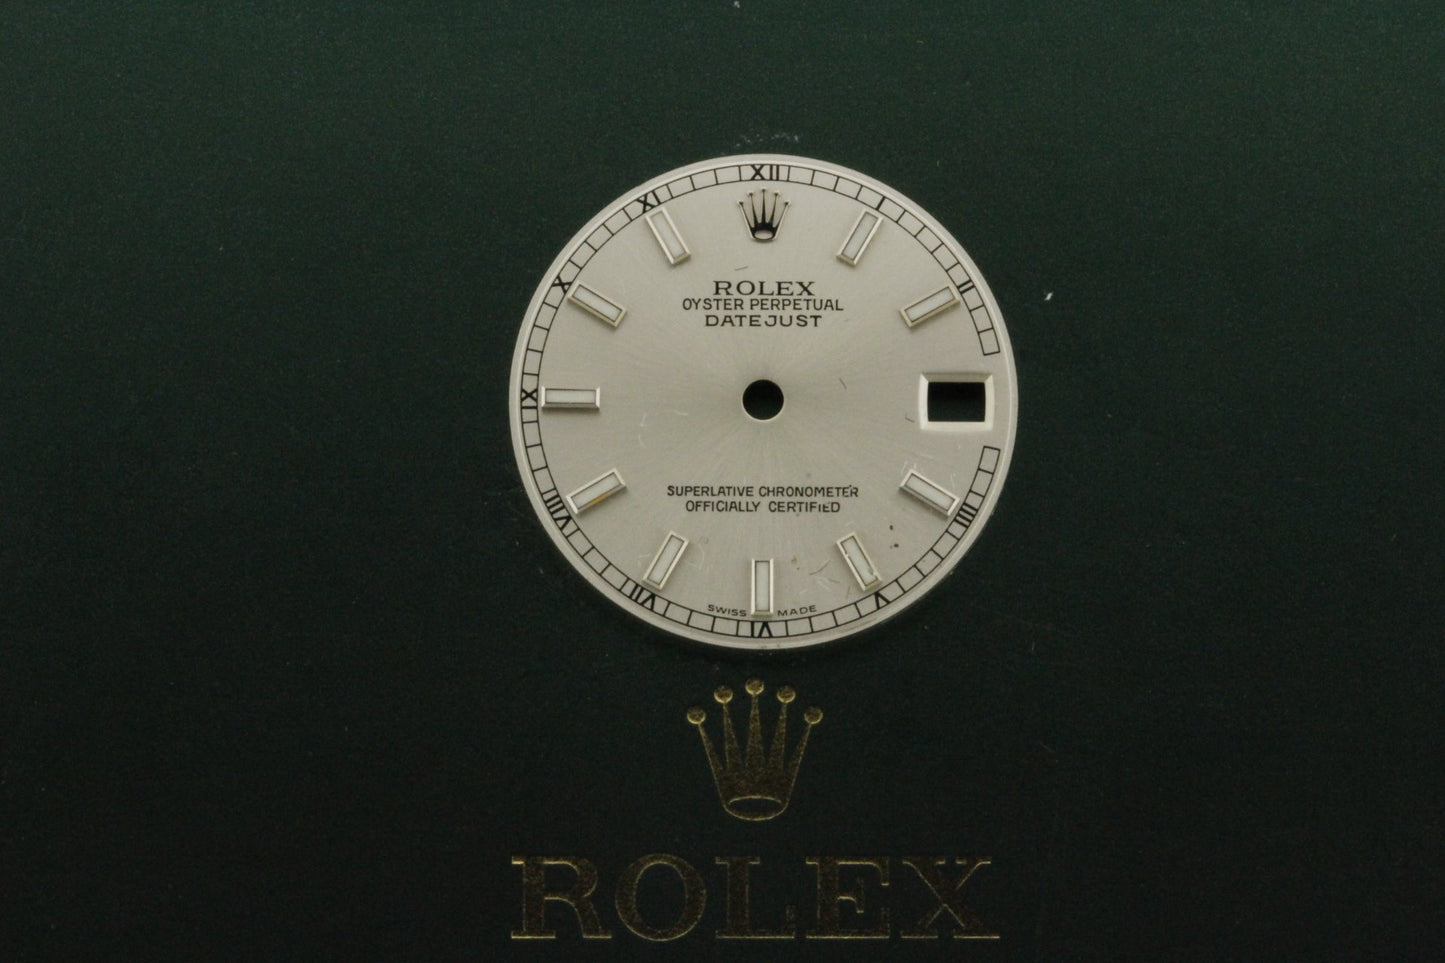 XII
I
II
IIII
V
VI
VII
VIII
IX
X
XI
ROLEX
OYSTER PERPETUAL
DATEJUST
SUPERLATIVE CHRONOMETER
OFFICIALLY CERTIFIED
SWISS MADE
ROLEX